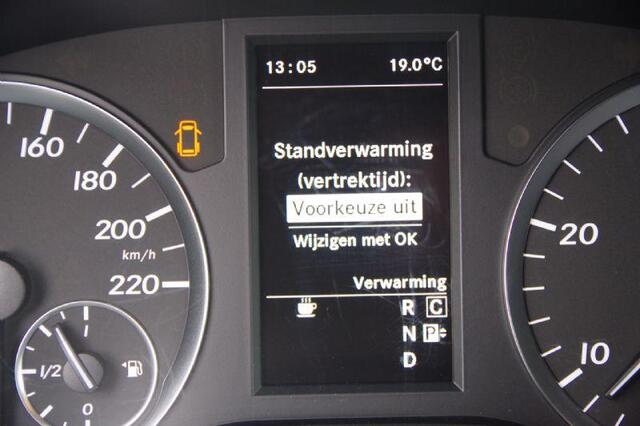 13:05 19.0°C
Standverwarming
(vertrektijd):
Voorkeuze uit
Wijzigen met OK
Verwarming
R C
N P
D
160
180
200
km/h
220
1
1/2
0
20
10